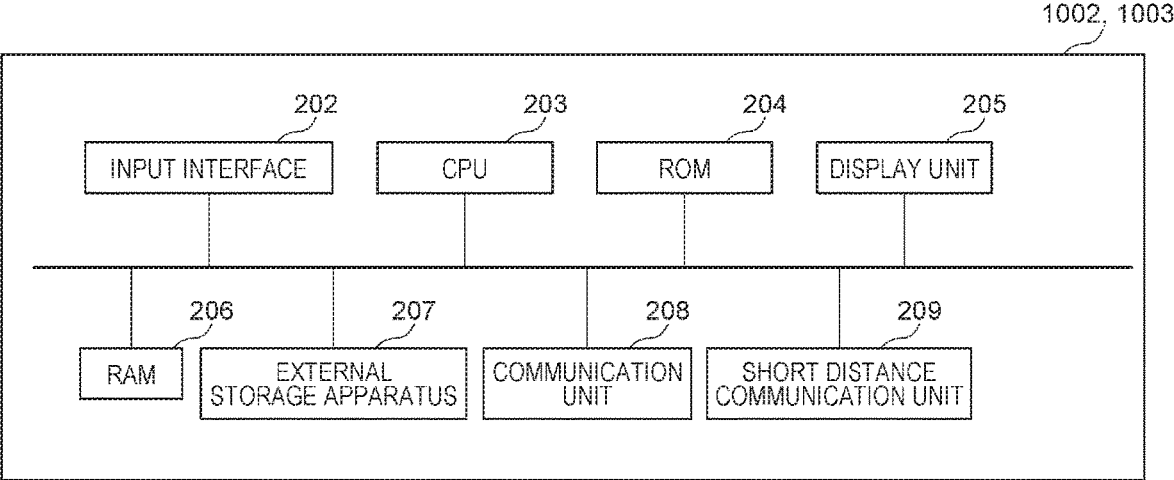 1002, 1003
202
203
204
205
INPUT INTERFACE
CPU
ROM
DISPLAY UNIT
206
207
208
209
RAM
EXTERNAL
STORAGE APPARATUS
COMMUNICATION
UNIT
SHORT DISTANCE
COMMUNICATION UNIT